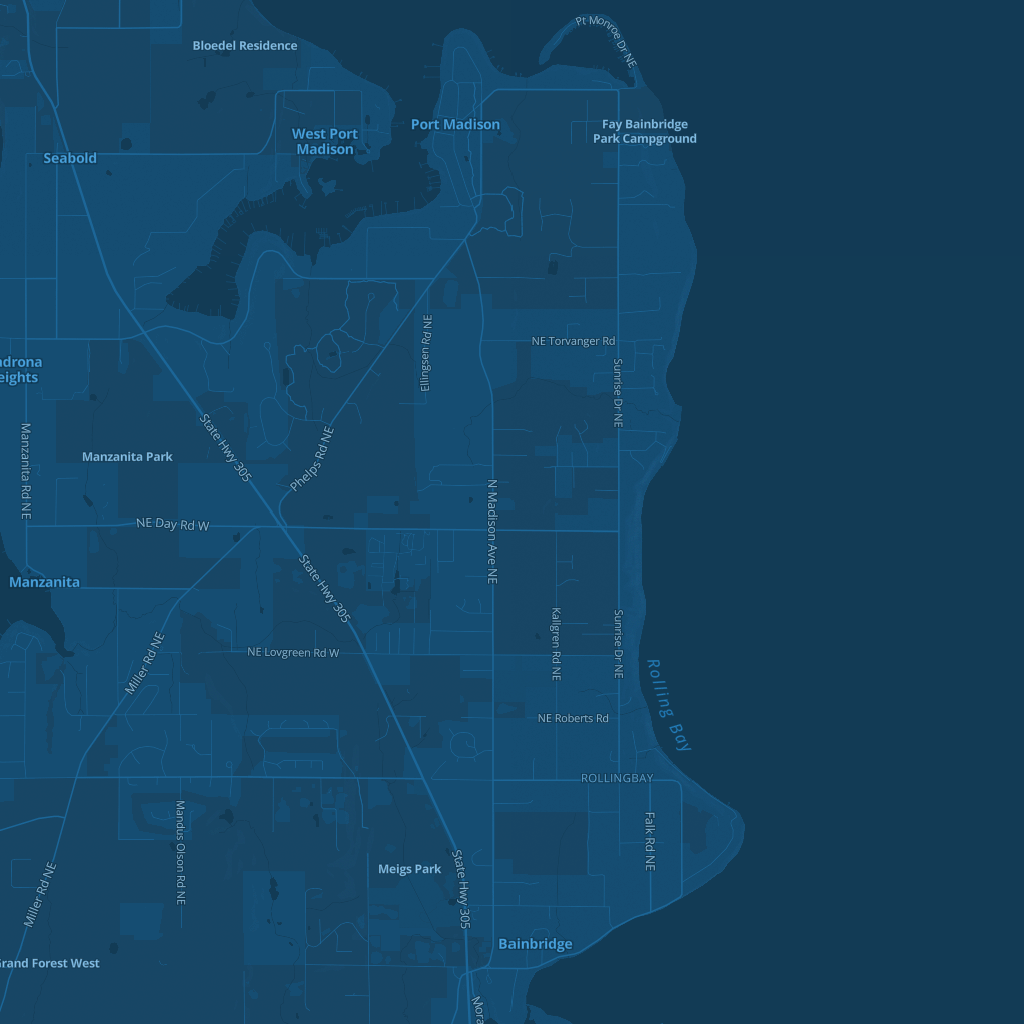 Pt Monroe Dr NE
Bloedel Residence
Port Madison
Fay Bainbridge
Park Campground
West Port
Madison
Seabold
NE Torvanger Rd
Ellingsen Rd NE
Sunrise Dr NE
State Hwy 305
Phelps Rd NE
Manzanita Rd NE
Manzanita Park
N Madison Ave NE
NE Day Rd W
State Hwy 305
Manzanita
Kallgren Rd NE
Sunrise Dr NE
Miller Rd NE
NE Lovgreen Rd W
Rolling Bay
NE Roberts Rd
ROLLINGBAY
Mandus Olson Rd NE
Falk Rd NE
Meigs Park
State Hwy 305
Miller Rd NE
Bainbridge
Grand Forest West